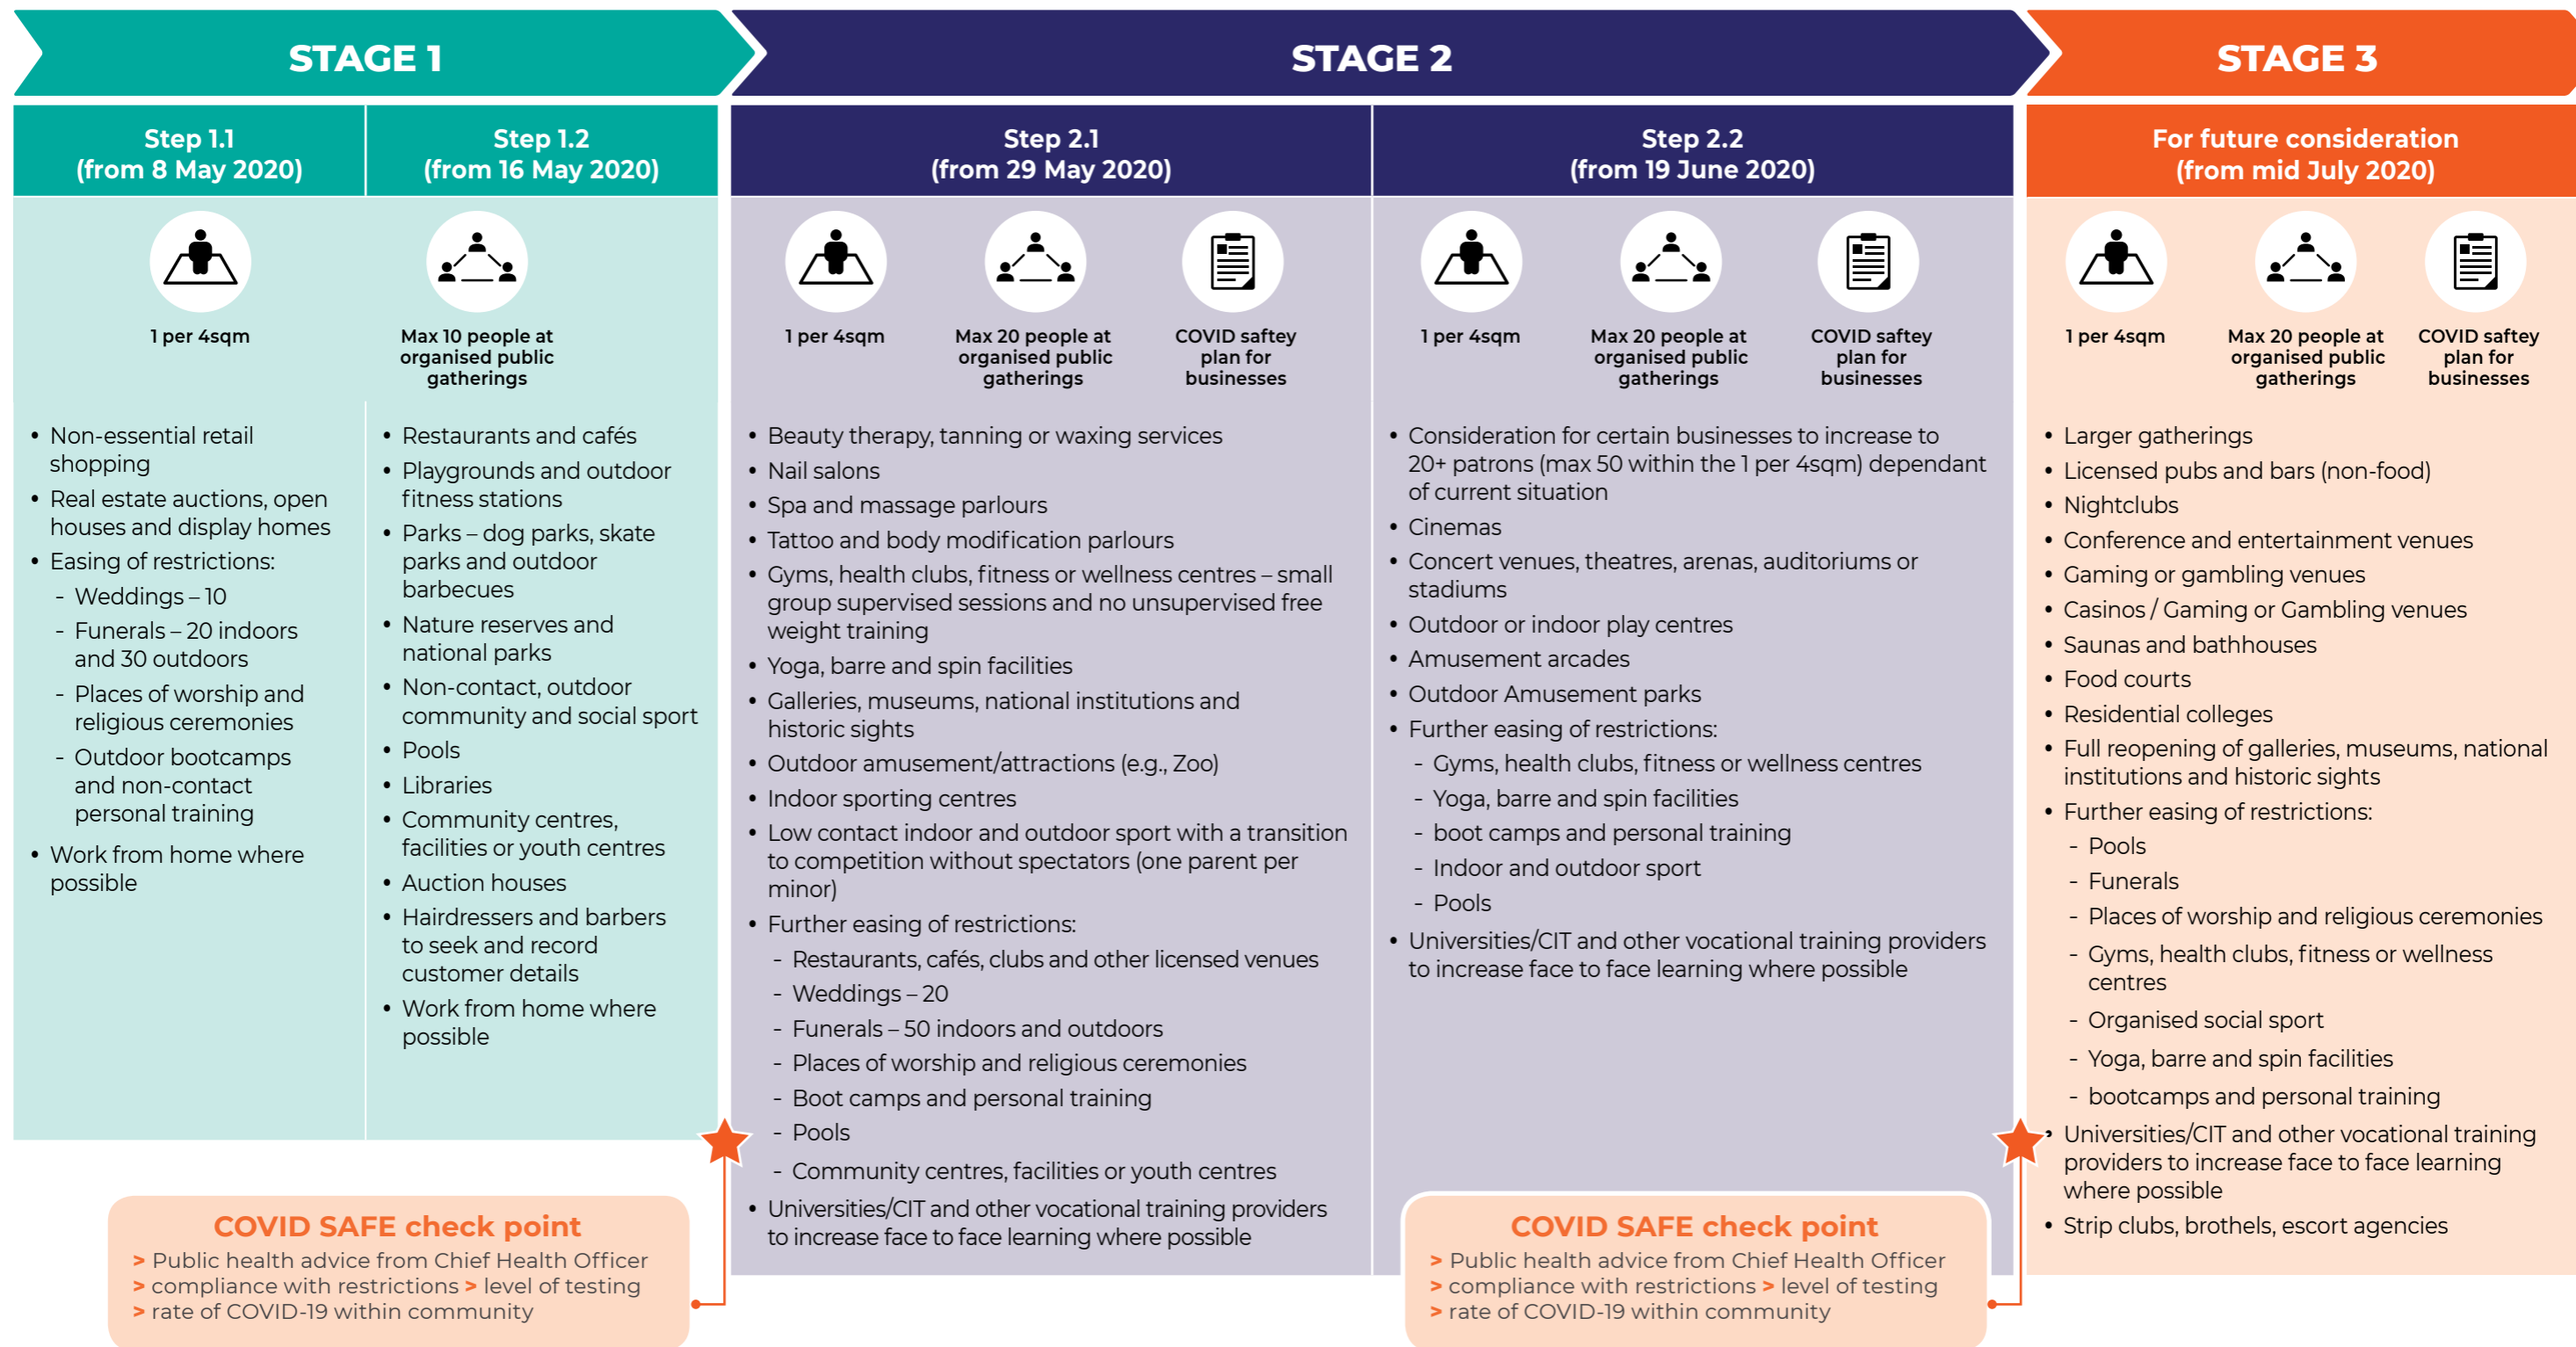 STAGE 1
STAGE 2
STAGE 3
Step 1.1
(from 8 May 2020)
Step 1.2
(from 16 May 2020)
Step 2.1
(from 29 May 2020)
Step 2.2
(from 19 June 2020)
For future consideration
(from mid July 2020)
1 per 4sqm
Max 10 people at
organised public
gatherings
1 per 4sqm
Max 20 people at
organised public
gatherings
COVID saftey
plan for
businesses
1 per 4sqm
Max 20 people at
organised public
gatherings
COVID saftey
plan for
businesses
1 per 4sqm
Max 20 people at
organised public
gatherings
COVID saftey
plan for
businesses
• Non-essential retail
shopping
• Real estate auctions, open
houses and display homes
• Easing of restrictions:
- Weddings – 10
- Funerals – 20 indoors
and 30 outdoors
- Places of worship and
religious ceremonies
- Outdoor bootcamps
and non-contact
personal training
• Work from home where
possible
• Restaurants and cafés
• Playgrounds and outdoor
fitness stations
• Parks – dog parks, skate
parks and outdoor
barbecues
• Nature reserves and
national parks
• Non-contact, outdoor
community and social sport
• Pools
• Libraries
• Community centres,
facilities or youth centres
• Auction houses
• Hairdressers and barbers
to seek and record
customer details
• Work from home where
possible
• Beauty therapy, tanning or waxing services
• Nail salons
• Spa and massage parlours
• Tattoo and body modification parlours
• Gyms, health clubs, fitness or wellness centres – small
group supervised sessions and no unsupervised free
weight training
• Yoga, barre and spin facilities
• Galleries, museums, national institutions and
historic sights
• Outdoor amusement/attractions (e.g., Zoo)
• Indoor sporting centres
• Low contact indoor and outdoor sport with a transition
to competition without spectators (one parent per
minor)
• Further easing of restrictions:
- Restaurants, cafés, clubs and other licensed venues
- Weddings – 20
- Funerals – 50 indoors and outdoors
- Places of worship and religious ceremonies
- Boot camps and personal training
- Pools
- Community centres, facilities or youth centres
• Universities/CIT and other vocational training providers
to increase face to face learning where possible
• Consideration for certain businesses to increase to
20+ patrons (max 50 within the 1 per 4sqm) dependant
of current situation
• Cinemas
• Concert venues, theatres, arenas, auditoriums or
stadiums
• Outdoor or indoor play centres
• Amusement arcades
• Outdoor Amusement parks
• Further easing of restrictions:
- Gyms, health clubs, fitness or wellness centres
- Yoga, barre and spin facilities
- boot camps and personal training
- Indoor and outdoor sport
- Pools
• Universities/CIT and other vocational training providers
to increase face to face learning where possible
• Larger gatherings
• Licensed pubs and bars (non-food)
• Nightclubs
• Conference and entertainment venues
• Gaming or gambling venues
• Casinos / Gaming or Gambling venues
• Saunas and bathhouses
• Food courts
• Residential colleges
• Full reopening of galleries, museums, national
institutions and historic sights
• Further easing of restrictions:
- Pools
- Funerals
- Places of worship and religious ceremonies
- Gyms, health clubs, fitness or wellness
centres
- Organised social sport
- Yoga, barre and spin facilities
- bootcamps and personal training
• Universities/CIT and other vocational training
providers to increase face to face learning
where possible
• Strip clubs, brothels, escort agencies
COVID SAFE check point
> Public health advice from Chief Health Officer
> compliance with restrictions > level of testing
> rate of COVID-19 within community
COVID SAFE check point
> Public health advice from Chief Health Officer
> compliance with restrictions > level of testing
> rate of COVID-19 within community